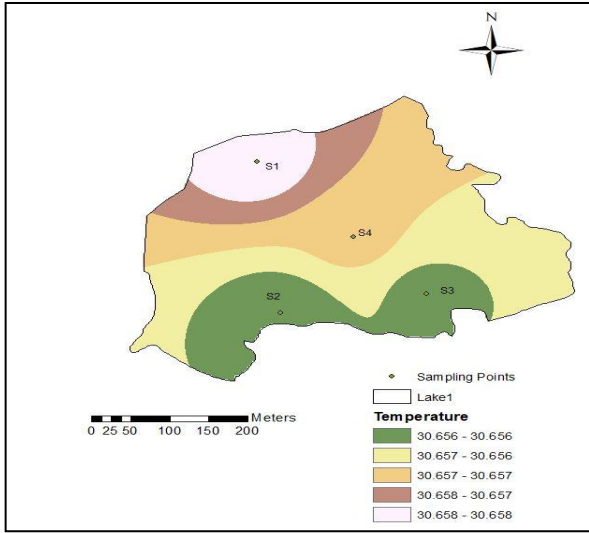 N
S1
S4
S3
S2
Sampling Points
Lake1
Meters
0 25 50 100 150 200
Temperature
30.656 - 30.656
30.657 - 30.656
30.657 - 30.657
30.658 - 30.657
30.658 - 30.658